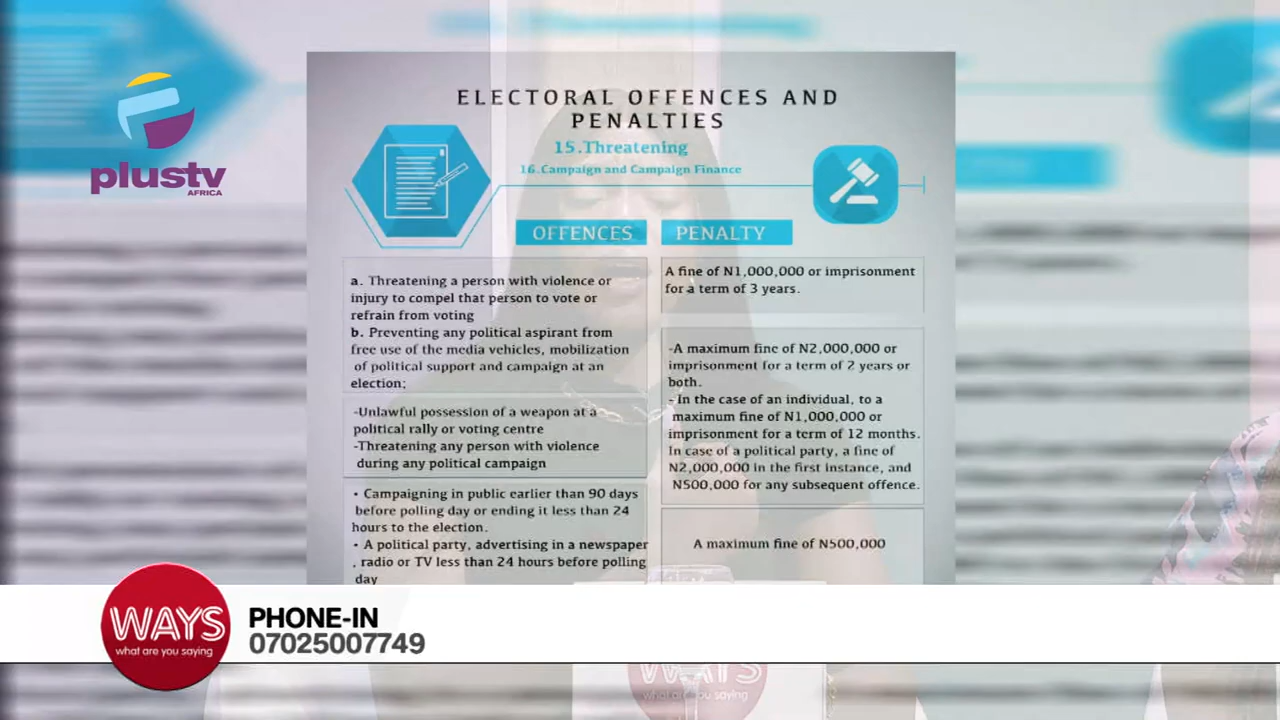 plustv
AFRICA
ELECTORAL OFFENCES AND
PENALTIES
15.Threatening
16.Campaign and Campaign Finance
OFFENCES
PENALTY
a. Threatening a person with violence or
injury to compel that person to vote or
refrain from voting
b. Preventing any political aspirant from
free use of the media vehicles, mobilization
of political support and campaign at an
election;
-Unlawful possession of a weapon at a
political rally or voting centre
-Threatening any person with violence
during any political campaign
• Campaigning in public earlier than 90 days
before polling day or ending it less than 24
hours to the election.
• A political party, advertising in a newspaper
, radio or TV less than 24 hours before polling
day
A fine of N1,000,000 or imprisonment
for a term of 3 years.
-A maximum fine of N2,000,000 or
imprisonment for a term of 2 years or
both.
- In the case of an individual, to a
maximum fine of N1,000,000 or
imprisonment for a term of 12 months.
In case of a political party, a fine of
N2,000,000 in the first instance, and
N500,000 for any subsequent offence.
A maximum fine of N500,000
WAYS
what are you saying
PHONE-IN
07025007749
WAYS
what are you saying